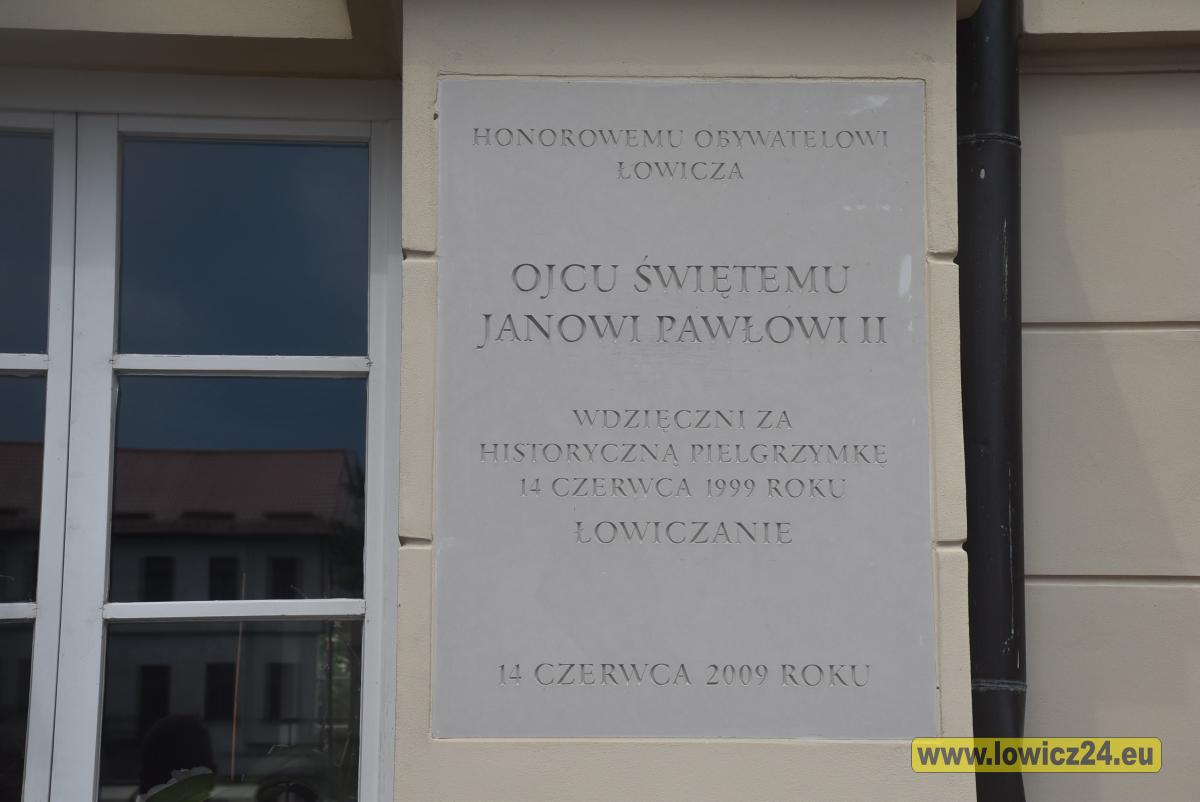 HONOROWEMU OBYWATELOWI
ŁOWICZA
OJCU ŚWIĘTEMU
JANOWI PAWŁOWI II
WDZIĘCZNI ZA
HISTORYCZNĄ PIELGRZYMKĘ
14 CZERWCA 1999 ROKU
ŁOWICZANIE
14 CZERWCA 2009 ROKU
www.lowicz24.eu